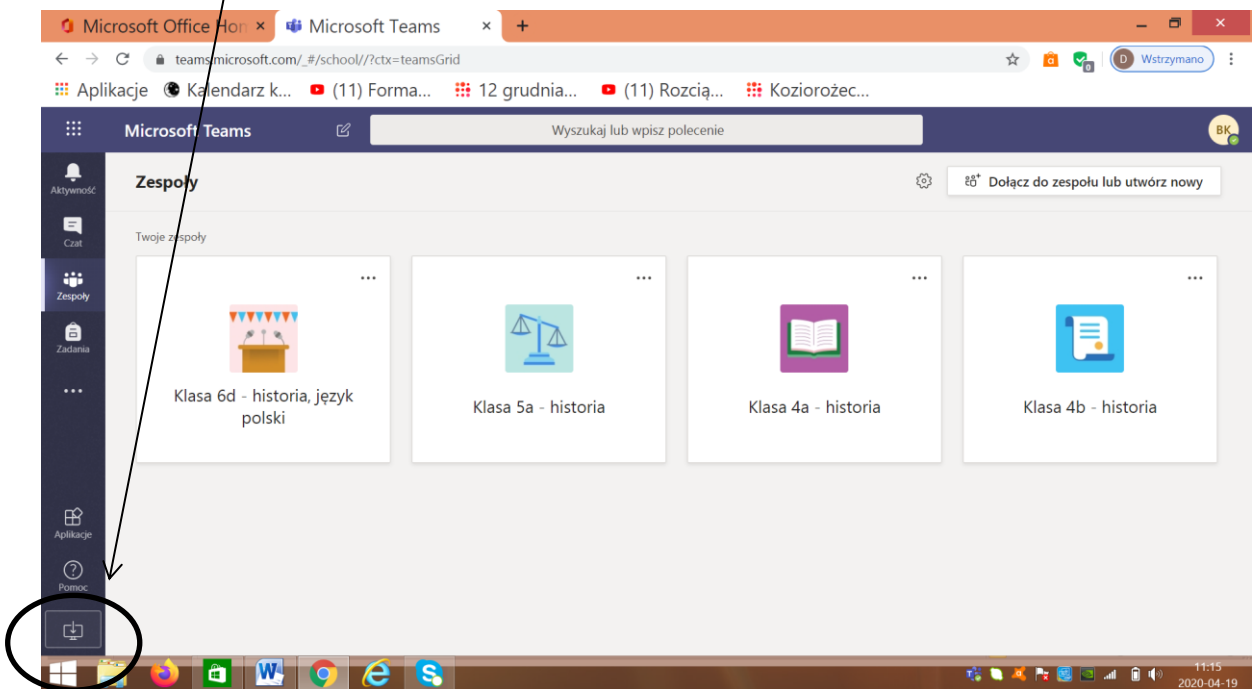 Microsoft Office Hon
Microsoft Teams
teams.microsoft.com/_#/school//?ctx=teamsGrid
D Wstrzymano
Aplikacje
Kalendarz k...
(11) Forma...
12 grudnia...
(11) Rozcią...
Koziorożec...
Microsoft Teams
Wyszukaj lub wpisz polecenie
BK
Aktywność
Czat
Zespoły
Zadania
Aplikacje
Pomoc
Zespoły
Dołącz do zespołu lub utwórz nowy
Twoje zespoły
Klasa 6d - historia, język
polski
Klasa 5a - historia
Klasa 4a - historia
Klasa 4b - historia
11:15
2020-04-19